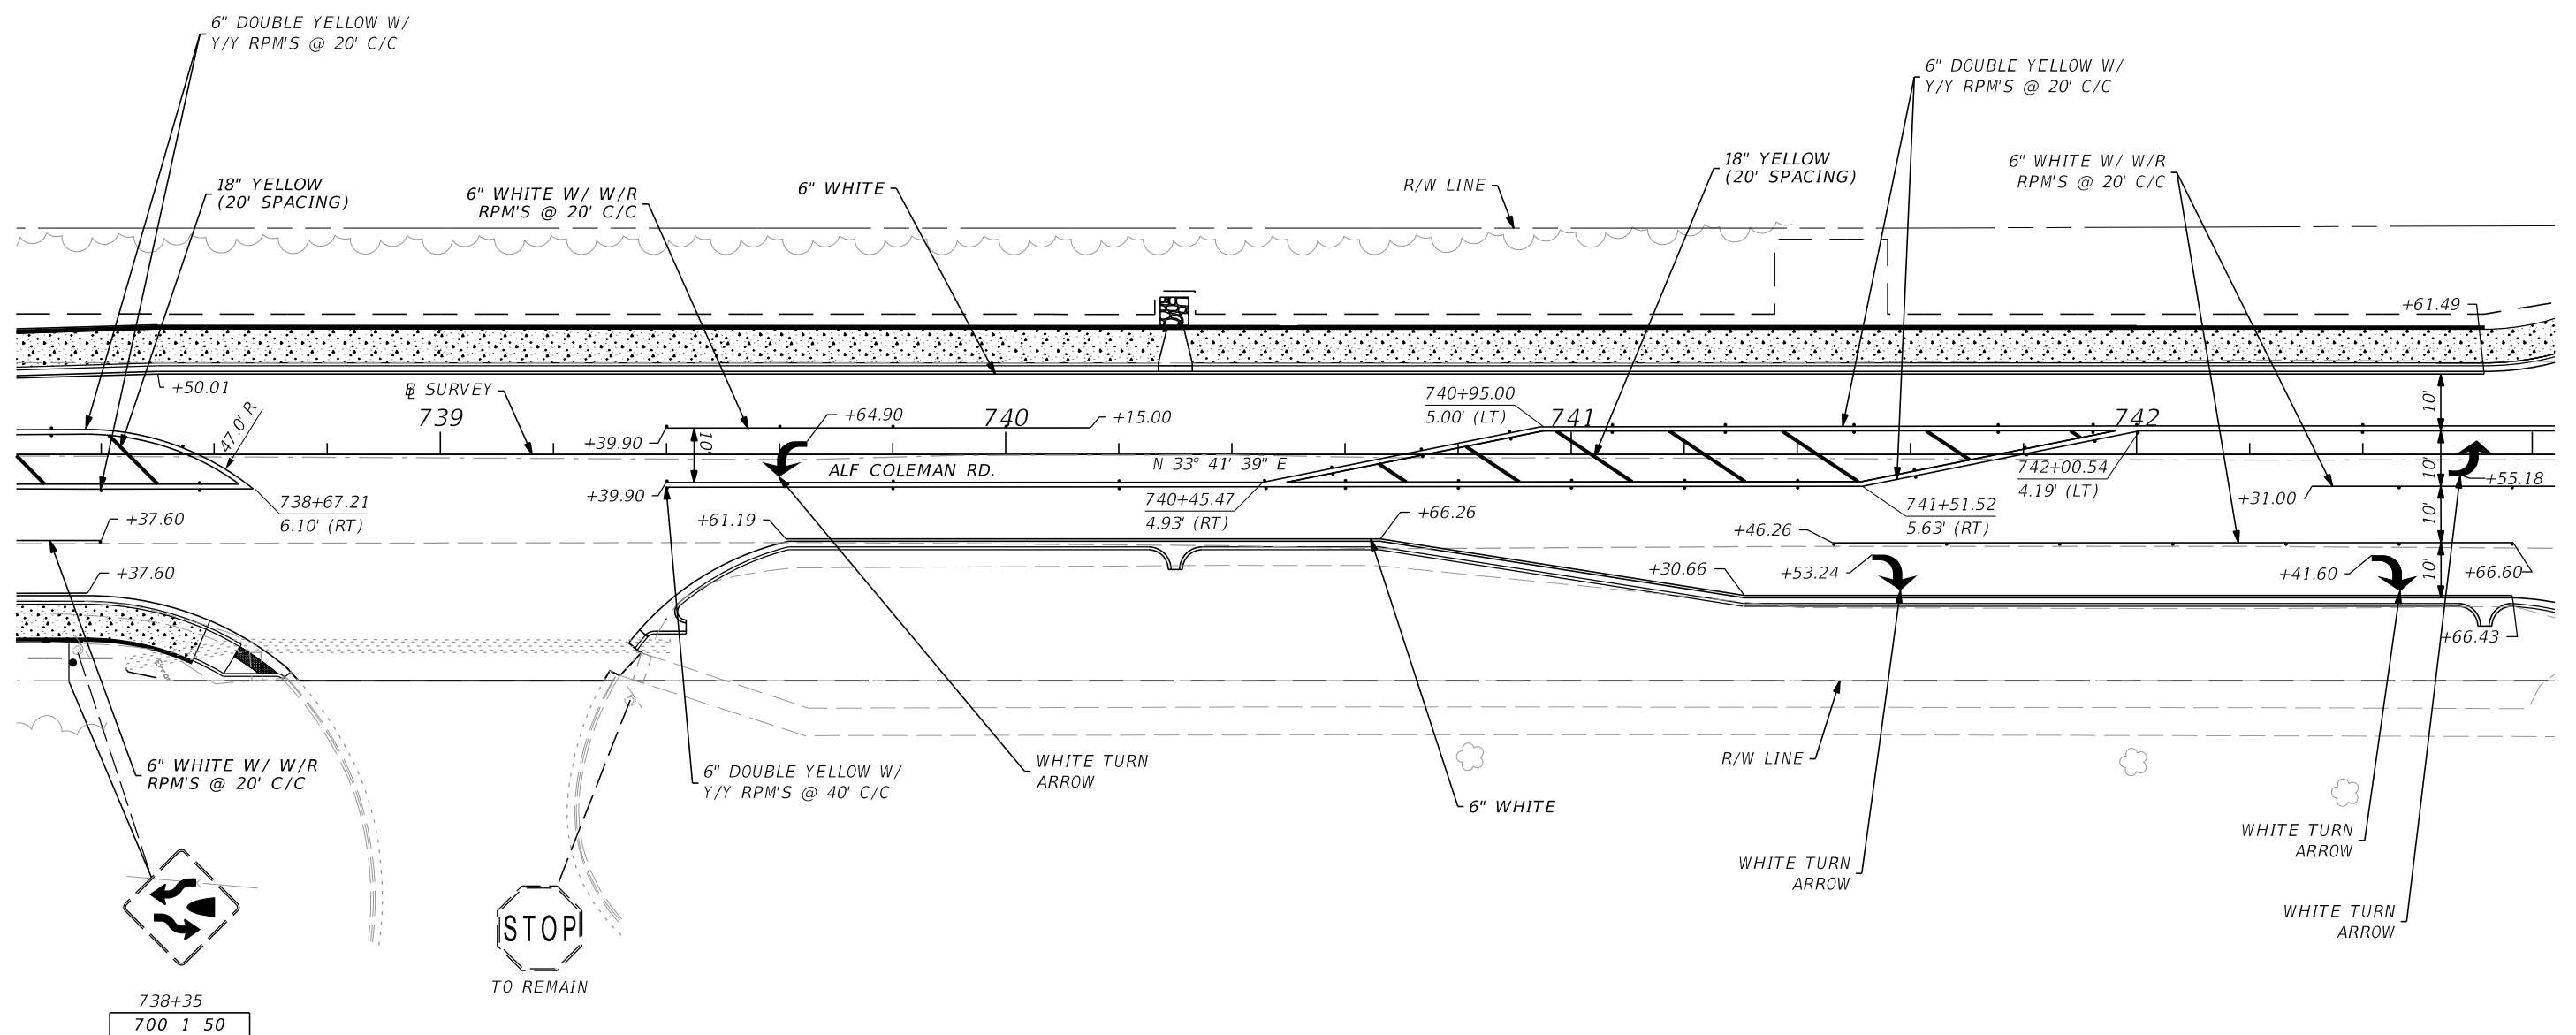 6" DOUBLE YELLOW W/
Y/Y RPM'S @ 20' C/C
18" YELLOW
(20' SPACING)
6" WHITE W/ W/R
RPM'S @ 20' C/C
6" WHITE
R/W LINE
18" YELLOW
(20' SPACING)
6" DOUBLE YELLOW W/
Y/Y RPM'S @ 20' C/C
6" WHITE W/ W/R
RPM'S @ 20' C/C
+61.49
+50.01
47.0' R
BL SURVEY
739
+39.90
10'
+64.90
740
+15.00
740+95.00
5.00' (LT)
741
742
10'
ALF COLEMAN RD.
N 33° 41' 39" E
+39.90
738+67.21
6.10' (RT)
740+45.47
4.93' (RT)
741+51.52
5.63' (RT)
742+00.54
4.19' (LT)
10'
+55.18
+31.00
+37.60
+61.19
+66.26
+46.26
10'
+37.60
+30.66
+53.24
+41.60
10'
+66.60
+66.43
6" WHITE W/ W/R
RPM'S @ 20' C/C
6" DOUBLE YELLOW W/
Y/Y RPM'S @ 40' C/C
WHITE TURN
ARROW
6" WHITE
R/W LINE
WHITE TURN
ARROW
WHITE TURN
ARROW
WHITE TURN
ARROW
STOP
TO REMAIN
738+35
700 1 50